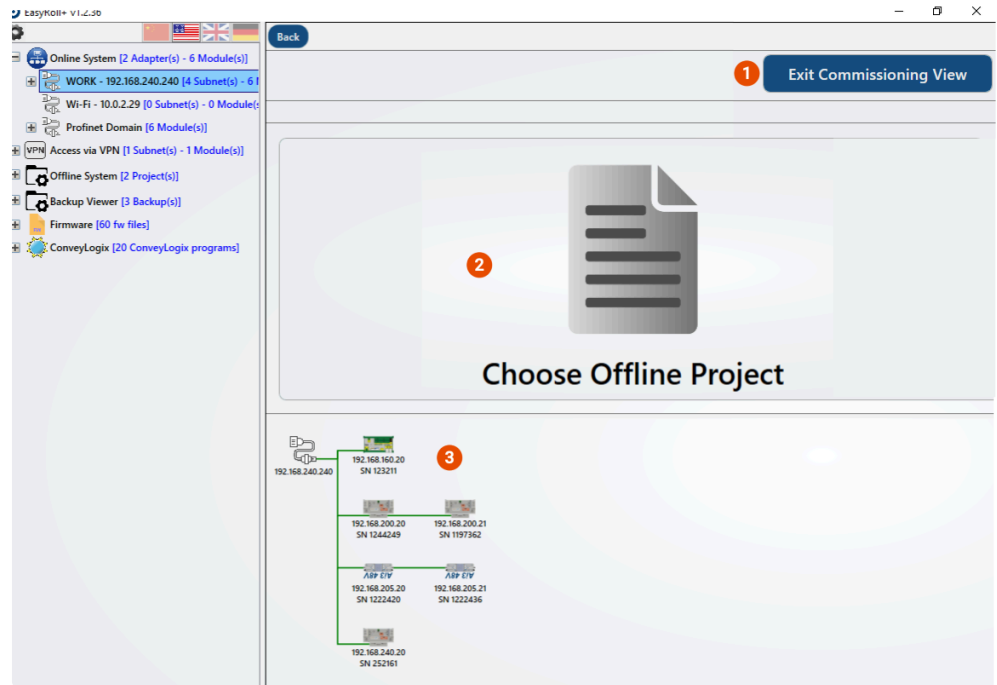 EasyRoll+ v1.2.36
Back
Online System [2 Adapter(s) - 6 Module(s)]
WORK - 192.168.240.240 [4 Subnet(s) - 6
Wi-Fi - 10.0.2.29 [0 Subnet(s) - 0 Module(s
Profinet Domain [6 Module(s)]
VPN Access via VPN [1 Subnet(s) - 1 Module(s)]
Offline System [2 Project(s)]
Backup Viewer [3 Backup(s)]
Firmware [60 fw files]
ConveyLogix [20 ConveyLogix programs]
1 Exit Commissioning View
2
Choose Offline Project
3
192.168.240.240
192.168.160.20
SN 123211
192.168.200.20
SN 1244249
192.168.200.21
SN 1197362
192.168.205.20
SN 1222420
192.168.205.21
SN 1222436
192.168.240.20
SN 252161